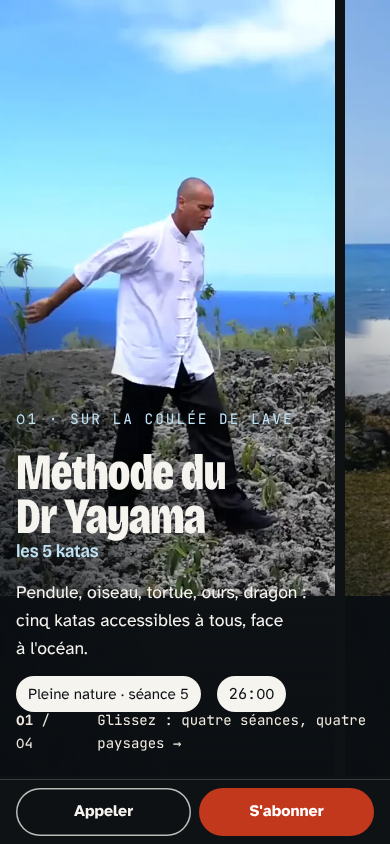 01 · SUR LA COULÉE DE LAVE
Méthode du
Dr Yayama
les 5 katas
Pendule, oiseau, tortue, ours, dragon :
cinq katas accessibles à tous, face
à l'océan.
Pleine nature · séance 5
26:00
01 /
04
Glissez : quatre séances, quatre
paysages →
Appeler
S'abonner